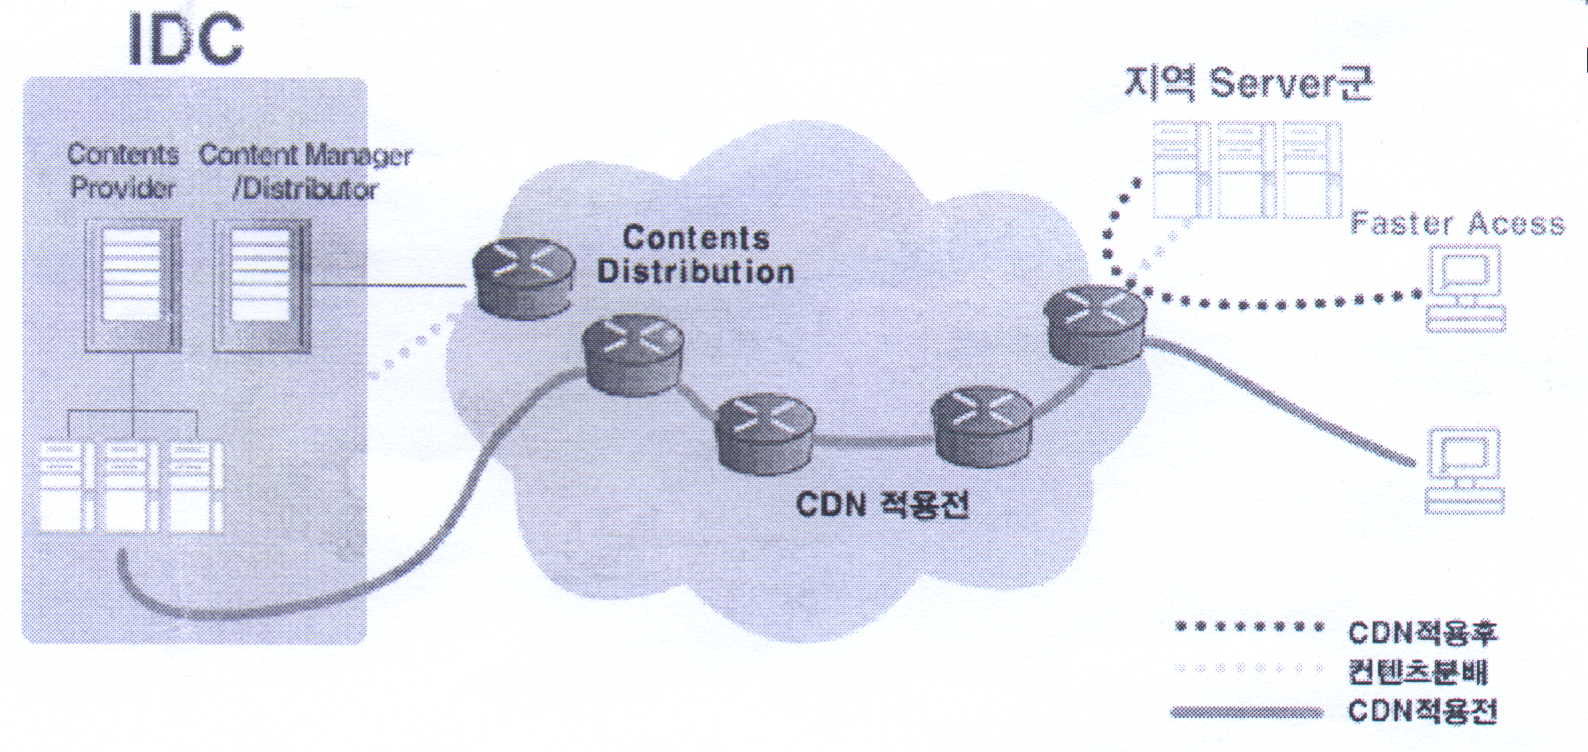 IDC
지역 Server군
Contents
Provider
Content Manager
/Distributor
Faster Acess
Contents
Distribution
CDN 적용전
CDN적용후
컨텐츠분배
CDN적용전